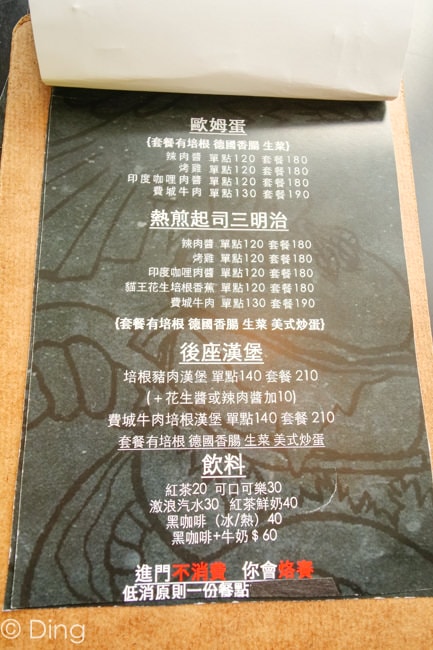 歐姆蛋
{套餐有培根 德國香腸 生菜}
辣肉醬 單點120 套餐180
烤雞 單點120 套餐180
印度咖哩肉醬 單點120 套餐180
費城牛肉 單點130 套餐190
熱煎起司三明治
辣肉醬 單點120 套餐180
烤雞 單點120 套餐180
印度咖哩肉醬 單點120 套餐180
貓王花生培根香蕉 單點120 套餐180
費城牛肉 單點130 套餐190
{套餐有培根 德國香腸 生菜 美式炒蛋}
後座漢堡
培根豬肉漢堡 單點140 套餐 210
(+花生醬或辣肉醬加10)
費城牛肉培根漢堡 單點140 套餐 210
套餐有培根 德國香腸 生菜 美式炒蛋
飲料
紅茶20 可口可樂30
激浪汽水30 紅茶鮮奶40
黑咖啡（冰/熱）40
黑咖啡+牛奶$60
進門不消費 你會烙賽
低消原則一份餐點
© Ding